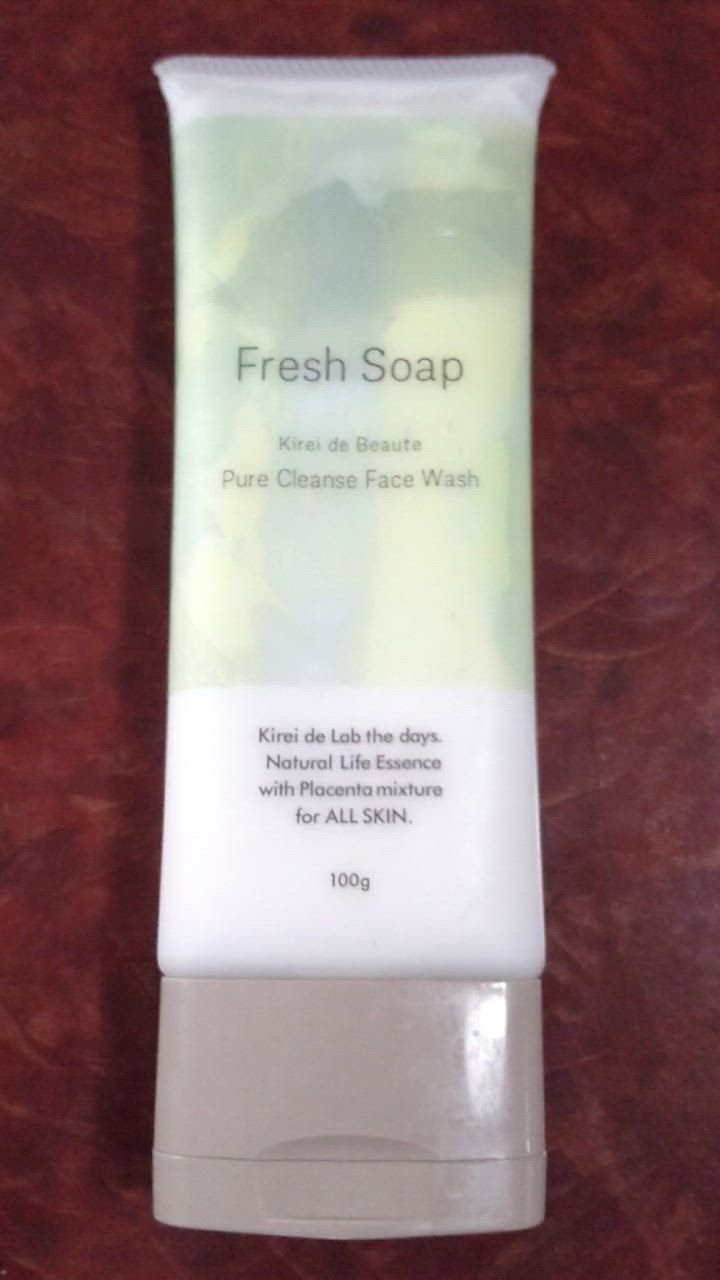 Fresh Soap
Kirei de Beaute
Pure Cleanse Face Wash
Kirei de Lab the days.
Natural Life Essence
with Placenta mixture
for ALL SKIN.
100g